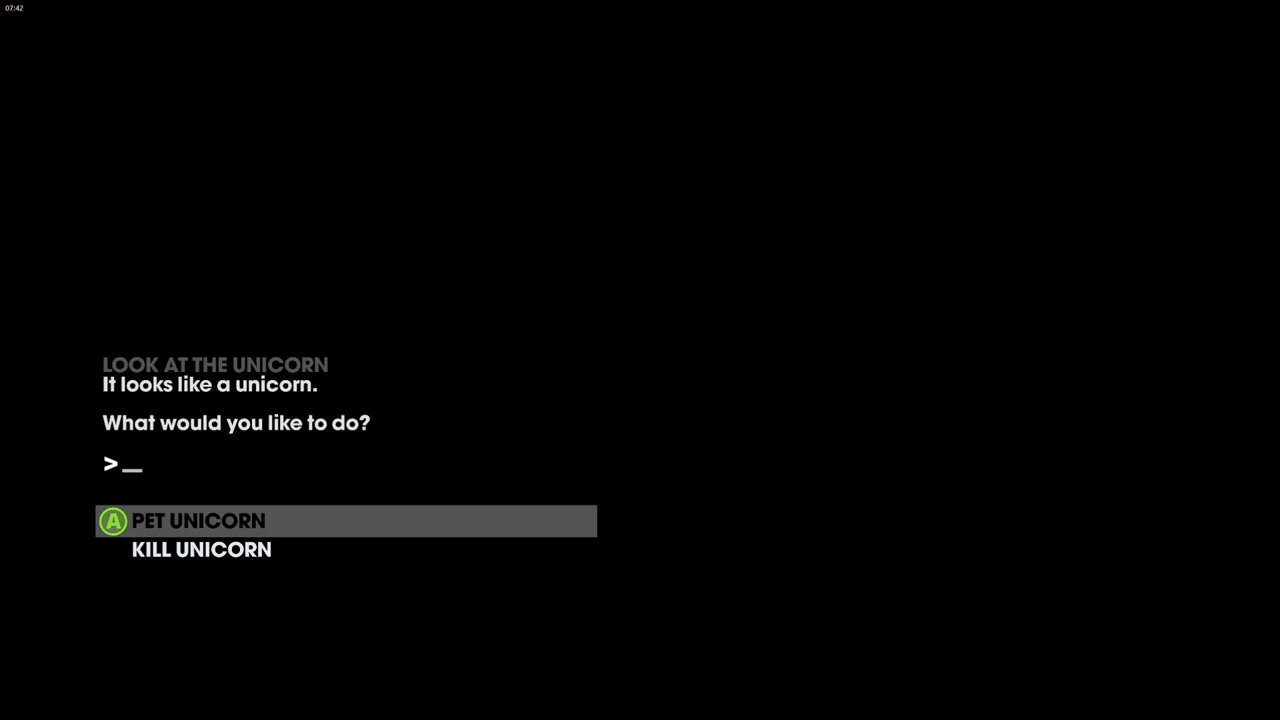 07:42
LOOK AT THE UNICORN
It looks like a unicorn.
What would you like to do?
>_
A PET UNICORN
KILL UNICORN